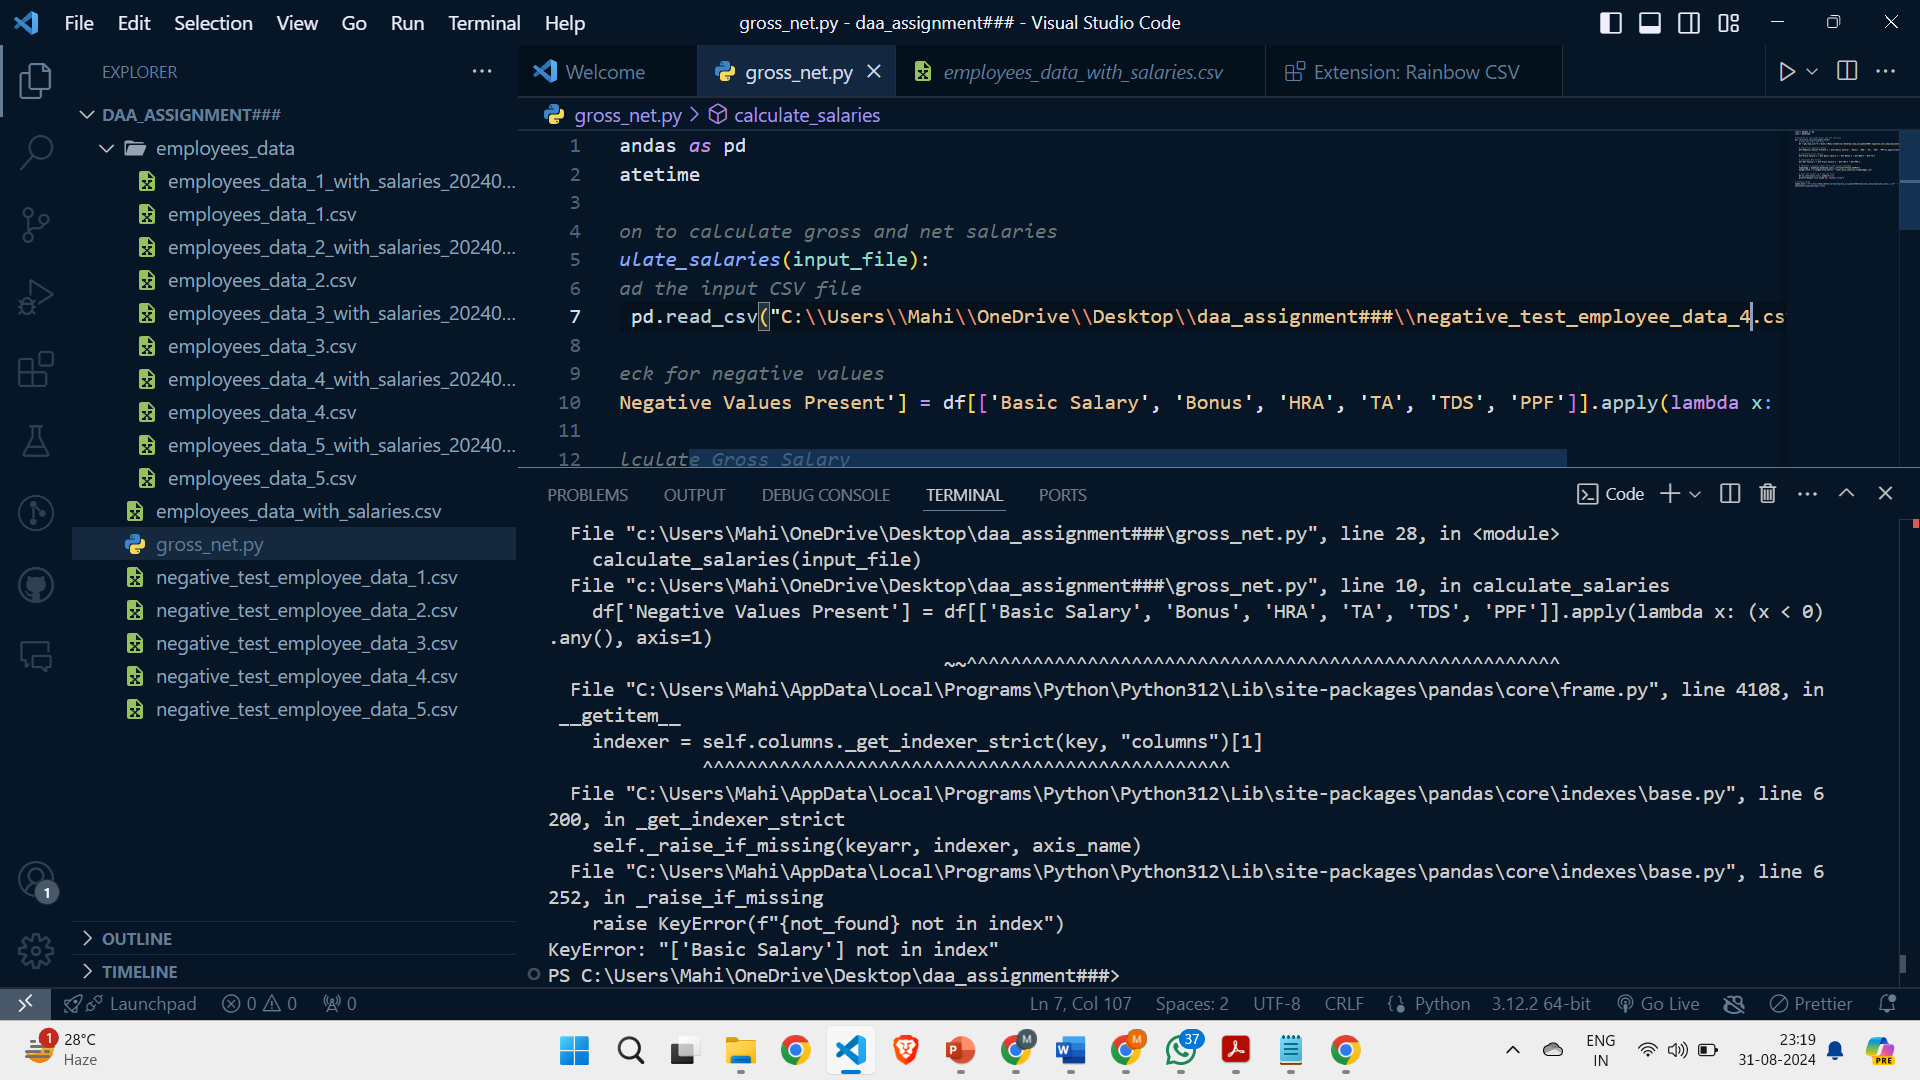 File Edit Selection View Go Run Terminal Help
gross_net.py - daa_assignment### - Visual Studio Code
EXPLORER
Welcome
gross_net.py
employees_data_with_salaries.csv
Extension: Rainbow CSV
DAA_ASSIGNMENT###
employees_data
employees_data_1_with_salaries_20240...
employees_data_1.csv
employees_data_2_with_salaries_20240...
employees_data_2.csv
employees_data_3_with_salaries_20240...
employees_data_3.csv
employees_data_4_with_salaries_20240...
employees_data_4.csv
employees_data_5_with_salaries_20240...
employees_data_5.csv
employees_data_with_salaries.csv
gross_net.py
negative_test_employee_data_1.csv
negative_test_employee_data_2.csv
negative_test_employee_data_3.csv
negative_test_employee_data_4.csv
negative_test_employee_data_5.csv
OUTLINE
TIMELINE
gross_net.py > calculate_salaries
1 andas as pd
2 atetime
3
4 on to calculate gross and net salaries
5 ulate_salaries(input_file):
6 ad the input CSV file
7 pd.read_csv("C:\\Users\\Mahi\\OneDrive\\Desktop\\daa_assignment###\\negative_test_employee_data_4.cs
8
9 eck for negative values
10 Negative Values Present'] = df[['Basic Salary', 'Bonus', 'HRA', 'TA', 'TDS', 'PPF']].apply(lambda x:
11
12 lculate Gross Salary
PROBLEMS OUTPUT DEBUG CONSOLE TERMINAL PORTS
Code
File "c:\Users\Mahi\OneDrive\Desktop\daa_assignment###\gross_net.py", line 28, in <module>
calculate_salaries(input_file)
File "c:\Users\Mahi\OneDrive\Desktop\daa_assignment###\gross_net.py", line 10, in calculate_salaries
df['Negative Values Present'] = df[['Basic Salary', 'Bonus', 'HRA', 'TA', 'TDS', 'PPF']].apply(lambda x: (x < 0)
.any(), axis=1)
~~^^^^^^^^^^^^^^^^^^^^^^^^^^^^^^^^^^^^^^^^^^^^^^^^^^^^^^
File "C:\Users\Mahi\AppData\Local\Programs\Python\Python312\Lib\site-packages\pandas\core\frame.py", line 4108, in
__getitem__
indexer = self.columns._get_indexer_strict(key, "columns")[1]
^^^^^^^^^^^^^^^^^^^^^^^^^^^^^^^^^^^^^^^^^^^^^^^^
File "C:\Users\Mahi\AppData\Local\Programs\Python\Python312\Lib\site-packages\pandas\core\indexes\base.py", line 6
200, in _get_indexer_strict
self._raise_if_missing(keyarr, indexer, axis_name)
File "C:\Users\Mahi\AppData\Local\Programs\Python\Python312\Lib\site-packages\pandas\core\indexes\base.py", line 6
252, in _raise_if_missing
raise KeyError(f"{not_found} not in index")
KeyError: "['Basic Salary'] not in index"
PS C:\Users\Mahi\OneDrive\Desktop\daa_assignment###>
1
Launchpad 0 0 0
Ln 7, Col 107 Spaces: 2 UTF-8 CRLF Python 3.12.2 64-bit Go Live Prettier
1
28°C
Haze
M
M
37
ENG
IN
23:19
31-08-2024
PRE